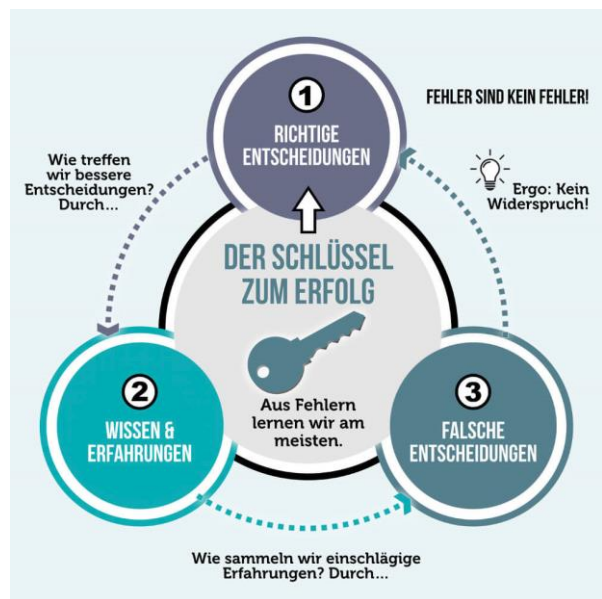 FEHLER SIND KEIN FEHLER!
1
RICHTIGE
ENTSCHEIDUNGEN
Wie treffen
wir bessere
Entscheidungen?
Durch...
Ergo: Kein
Widerspruch!
DER SCHLÜSSEL
ZUM ERFOLG
Aus Fehlern
lernen wir am
meisten.
2
WISSEN &
ERFAHRUNGEN
3
FALSCHE
ENTSCHEIDUNGEN
Wie sammeln wir einschlägige
Erfahrungen? Durch...